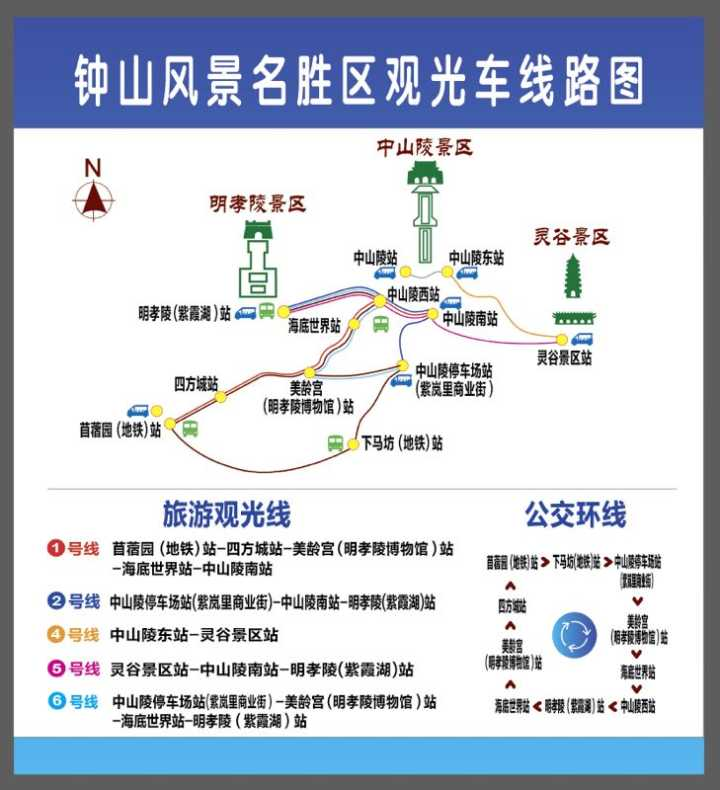 钟山风景名胜区观光车线路图
N
中山陵景区
明孝陵景区
灵谷景区
中山陵站
中山陵东站
中山陵西站
明孝陵(紫霞湖)站
海底世界站
中山陵南站
灵谷景区站
四方城站
美龄宫
(明孝陵博物馆)站
中山陵停车场站
(紫岚里商业街)
苜蓿园(地铁)站
下马坊(地铁)站
旅游观光线
1号线 苜蓿园(地铁)站-四方城站-美龄宫(明孝陵博物馆)站
-海底世界站-中山陵南站
2号线 中山陵停车场站(紫岚里商业街)-中山陵南站-明孝陵(紫霞湖)站
4号线 中山陵东站-灵谷景区站
5号线 灵谷景区站-中山陵南站-明孝陵(紫霞湖)站
6号线 中山陵停车场站(紫岚里商业街)-美龄宫(明孝陵博物馆)站
-海底世界站-明孝陵(紫霞湖)站
公交环线
苜蓿园(地铁)站 > 下马坊(地铁)站 > 中山陵停车场站
(紫岚里商业街)
美龄宫
(明孝陵博物馆)站
海底世界站
中山陵西站
明孝陵(紫霞湖)站
海底世界站
美龄宫
(明孝陵博物馆)站
四方城站